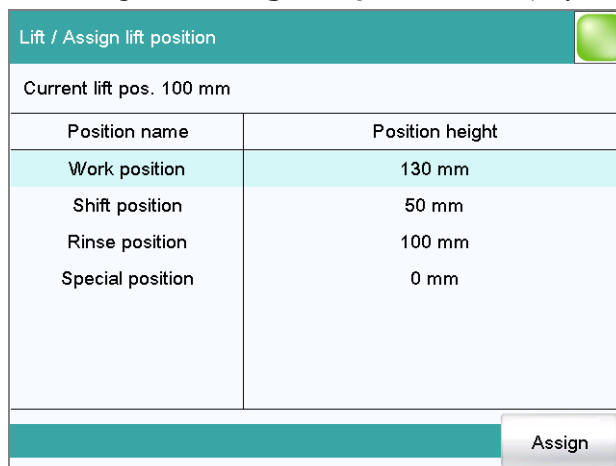 Lift / Assign lift position
Current lift pos. 100 mm
Position name Position height
Work position 130 mm
Shift position 50 mm
Rinse position 100 mm
Special position 0 mm
Assign